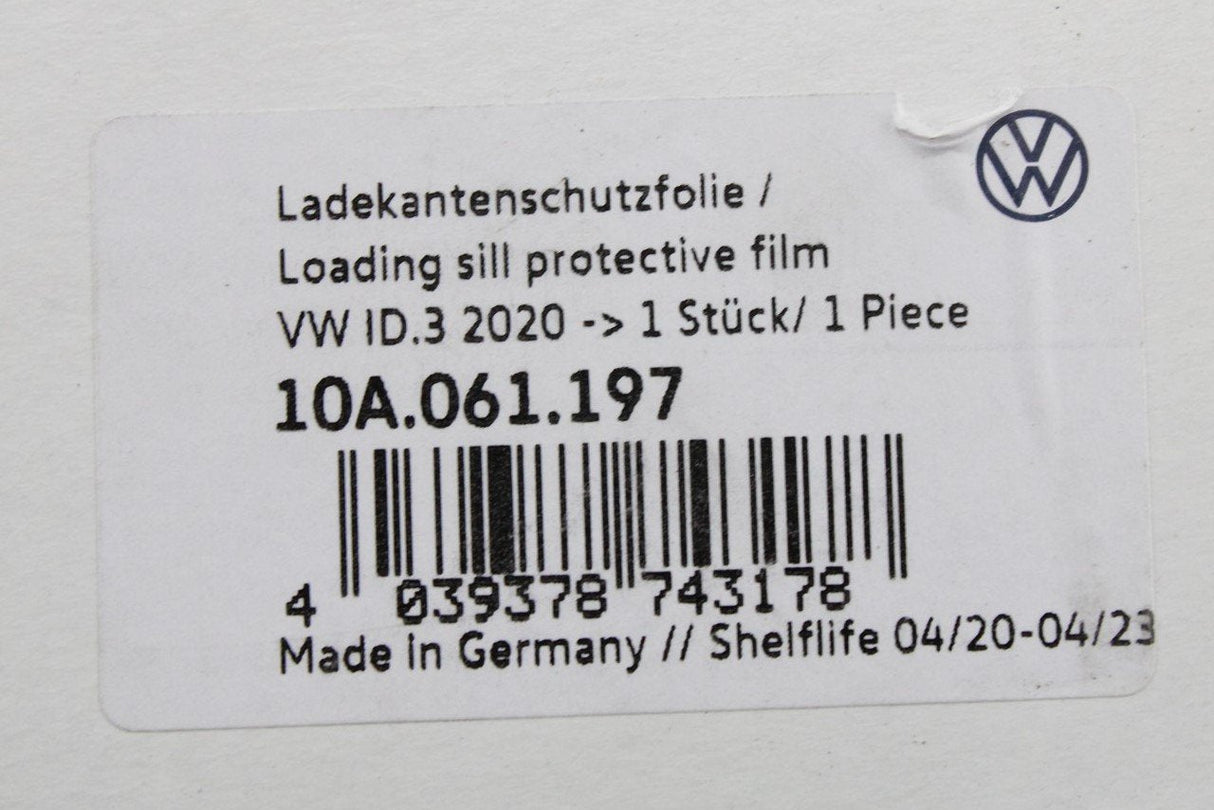 Ladekantenschutzfolie /
Loading sill protective film
VW ID.3 2020 -> 1 Stück/ 1 Piece
10A.061.197
4 039378 743178
Made in Germany // Shelflife 04/20-04/23